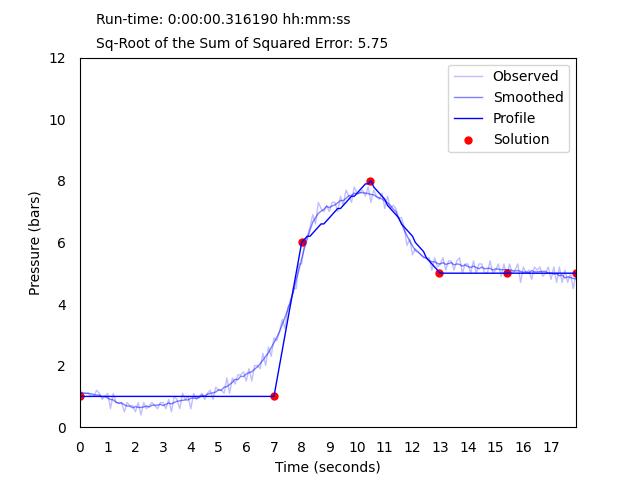 Run-time: 0:00:00.316190 hh:mm:ss
Sq-Root of the Sum of Squared Error: 5.75
12
10
8
6
4
2
0
Pressure (bars)
Observed
Smoothed
Profile
Solution
0 1 2 3 4 5 6 7 8 9 10 11 12 13 14 15 16 17
Time (seconds)